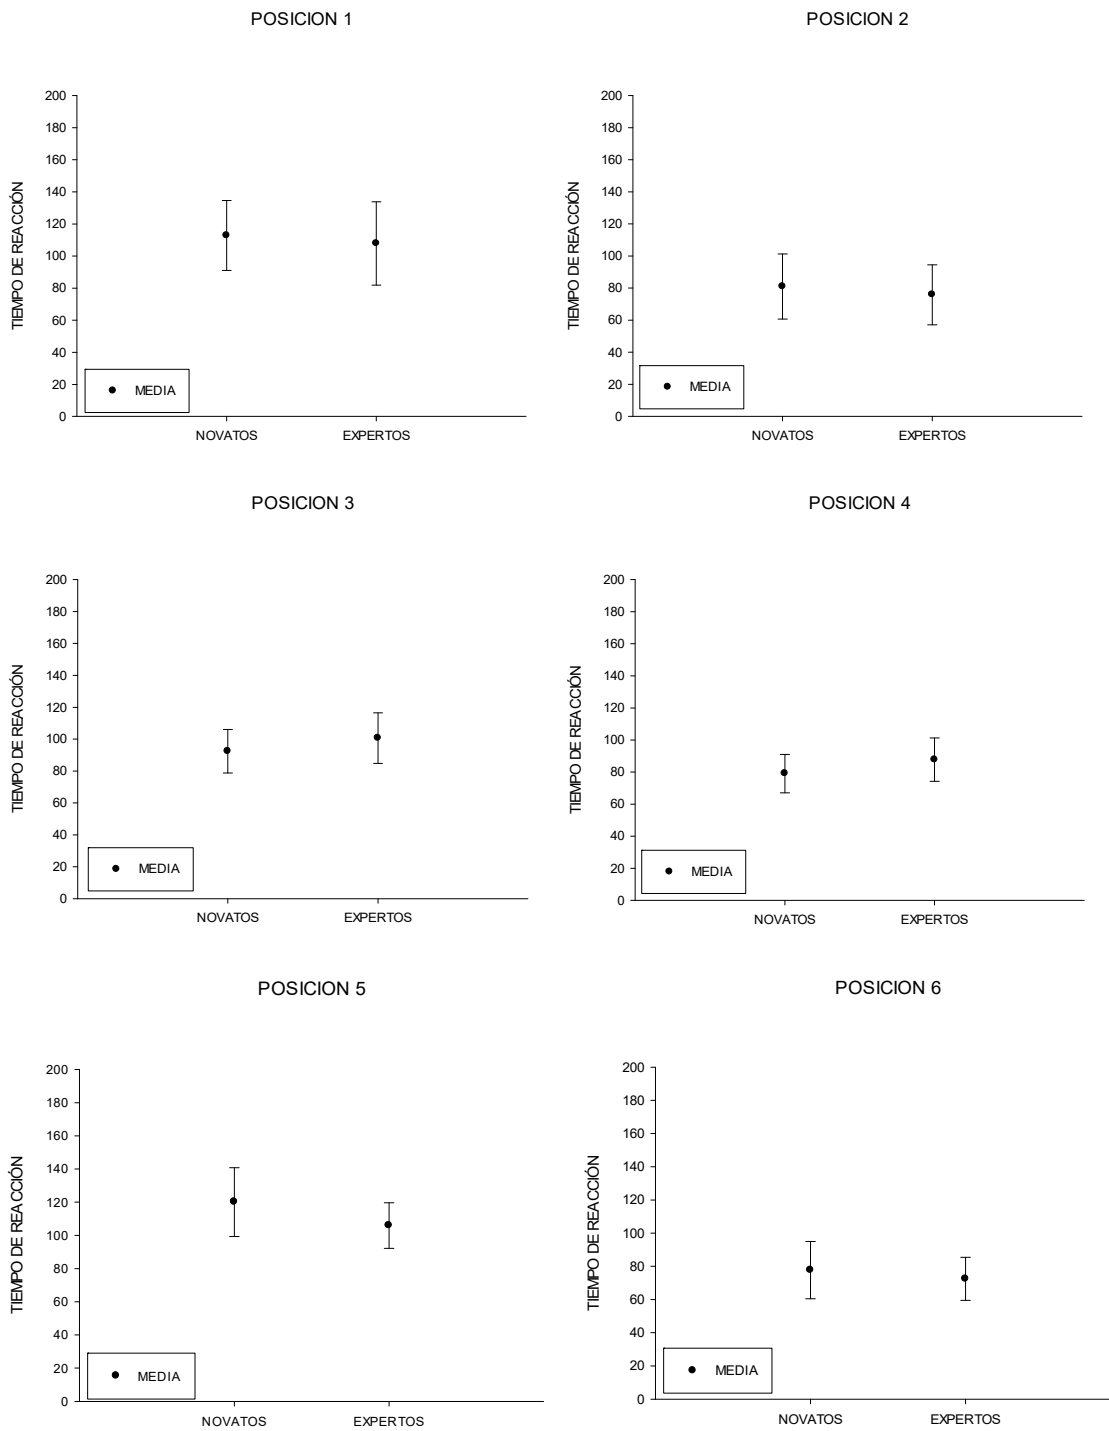 POSICION 1
TIEMPO DE REACCIÓN
200
180
160
140
120
100
80
60
40
20
0
MEDIA
NOVATOS EXPERTOS
POSICION 2
TIEMPO DE REACCIÓN
200
180
160
140
120
100
80
60
40
20
0
MEDIA
NOVATOS EXPERTOS
POSICION 3
TIEMPO DE REACCIÓN
200
180
160
140
120
100
80
60
40
20
0
MEDIA
NOVATOS EXPERTOS
POSICION 4
TIEMPO DE REACCIÓN
200
180
160
140
120
100
80
60
40
20
0
MEDIA
NOVATOS EXPERTOS
POSICION 5
TIEMPO DE REACCIÓN
200
180
160
140
120
100
80
60
40
20
0
MEDIA
NOVATOS EXPERTOS
POSICION 6
TIEMPO DE REACCIÓN
200
180
160
140
120
100
80
60
40
20
0
MEDIA
NOVATOS EXPERTOS